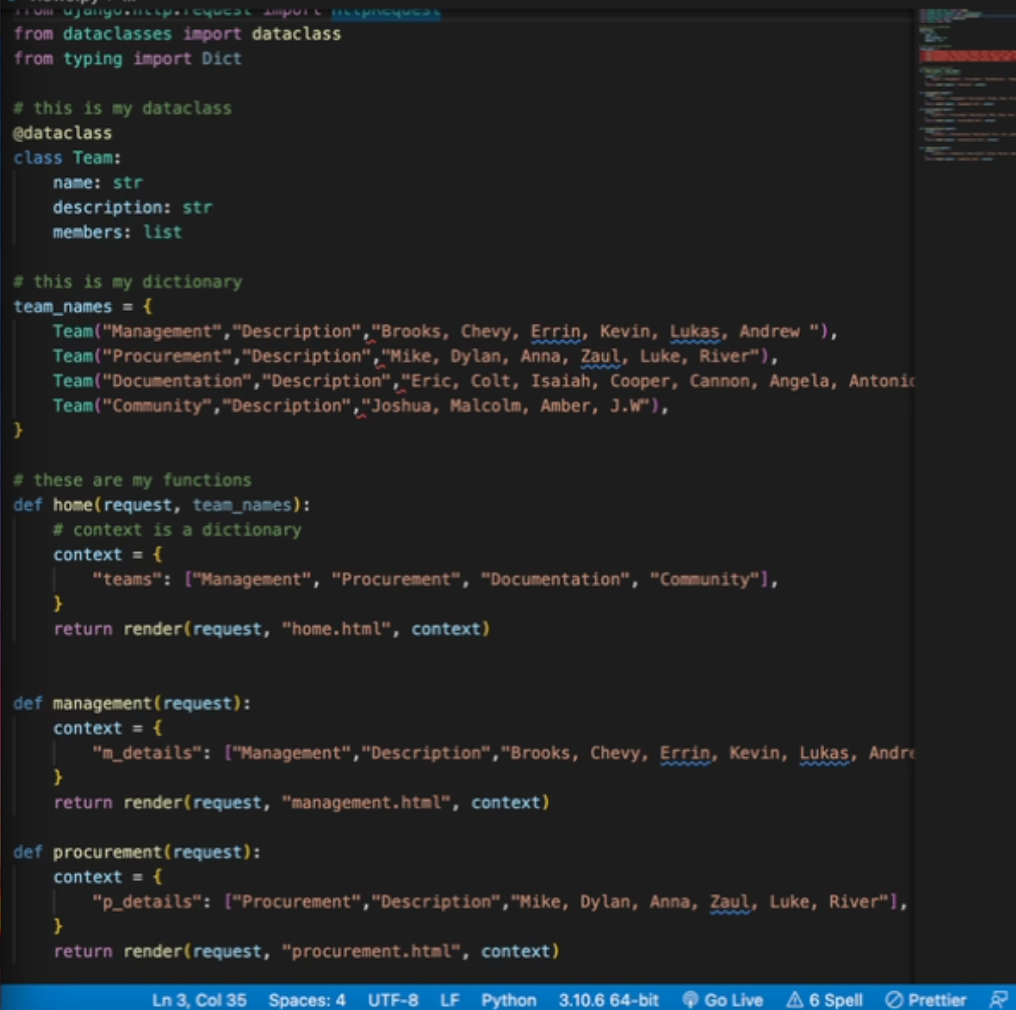 from django.http.request import HttpRequest
from dataclasses import dataclass
from typing import Dict
# this is my dataclass
@dataclass
class Team:
name: str
description: str
members: list
# this is my dictionary
team_names = {
Team("Management","Description","Brooks, Chevy, Errin, Kevin, Lukas, Andrew "),
Team("Procurement","Description","Mike, Dylan, Anna, Zaul, Luke, River"),
Team("Documentation","Description","Eric, Colt, Isaiah, Cooper, Cannon, Angela, Antonio
Team("Community","Description","Joshua, Malcolm, Amber, J.W"),
}
# these are my functions
def home(request, team_names):
# context is a dictionary
context = {
"teams": ["Management", "Procurement", "Documentation", "Community"],
}
return render(request, "home.html", context)
def management(request):
context = {
"m_details": ["Management","Description","Brooks, Chevy, Errin, Kevin, Lukas, Andre
}
return render(request, "management.html", context)
def procurement(request):
context = {
"p_details": ["Procurement","Description","Mike, Dylan, Anna, Zaul, Luke, River"],
}
return render(request, "procurement.html", context)
Ln 3, Col 35 Spaces: 4 UTF-8 LF Python 3.10.6 64-bit Go Live 6 Spell Prettier